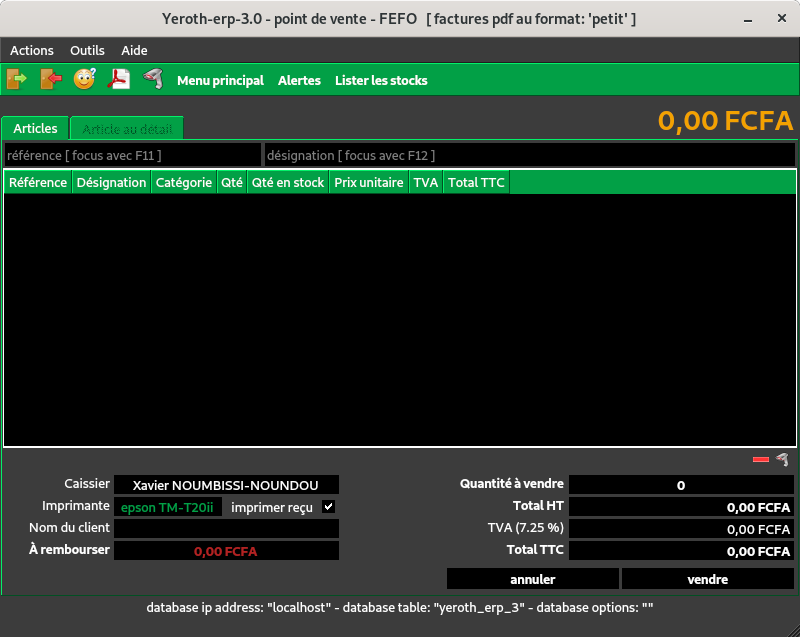 Yeroth-erp-3.0 - point de vente - FEFO [ factures pdf au format: 'petit' ]
Actions Outils Aide
Menu principal Alertes Lister les stocks
0,00 FCFA
Articles Article au détail
référence [ focus avec F11 ] désignation [ focus avec F12 ]
Référence Désignation Catégorie Qté Qté en stock Prix unitaire TVA Total TTC
Caissier Xavier NOUMBISSI-NOUNDOU Quantité à vendre 0
Imprimante epson TM-T20ii imprimer reçu Total HT 0,00 FCFA
Nom du client TVA (7.25 %) 0,00 FCFA
À rembourser 0,00 FCFA Total TTC 0,00 FCFA
annuler vendre
database ip address: "localhost" - database table: "yeroth_erp_3" - database options: ""